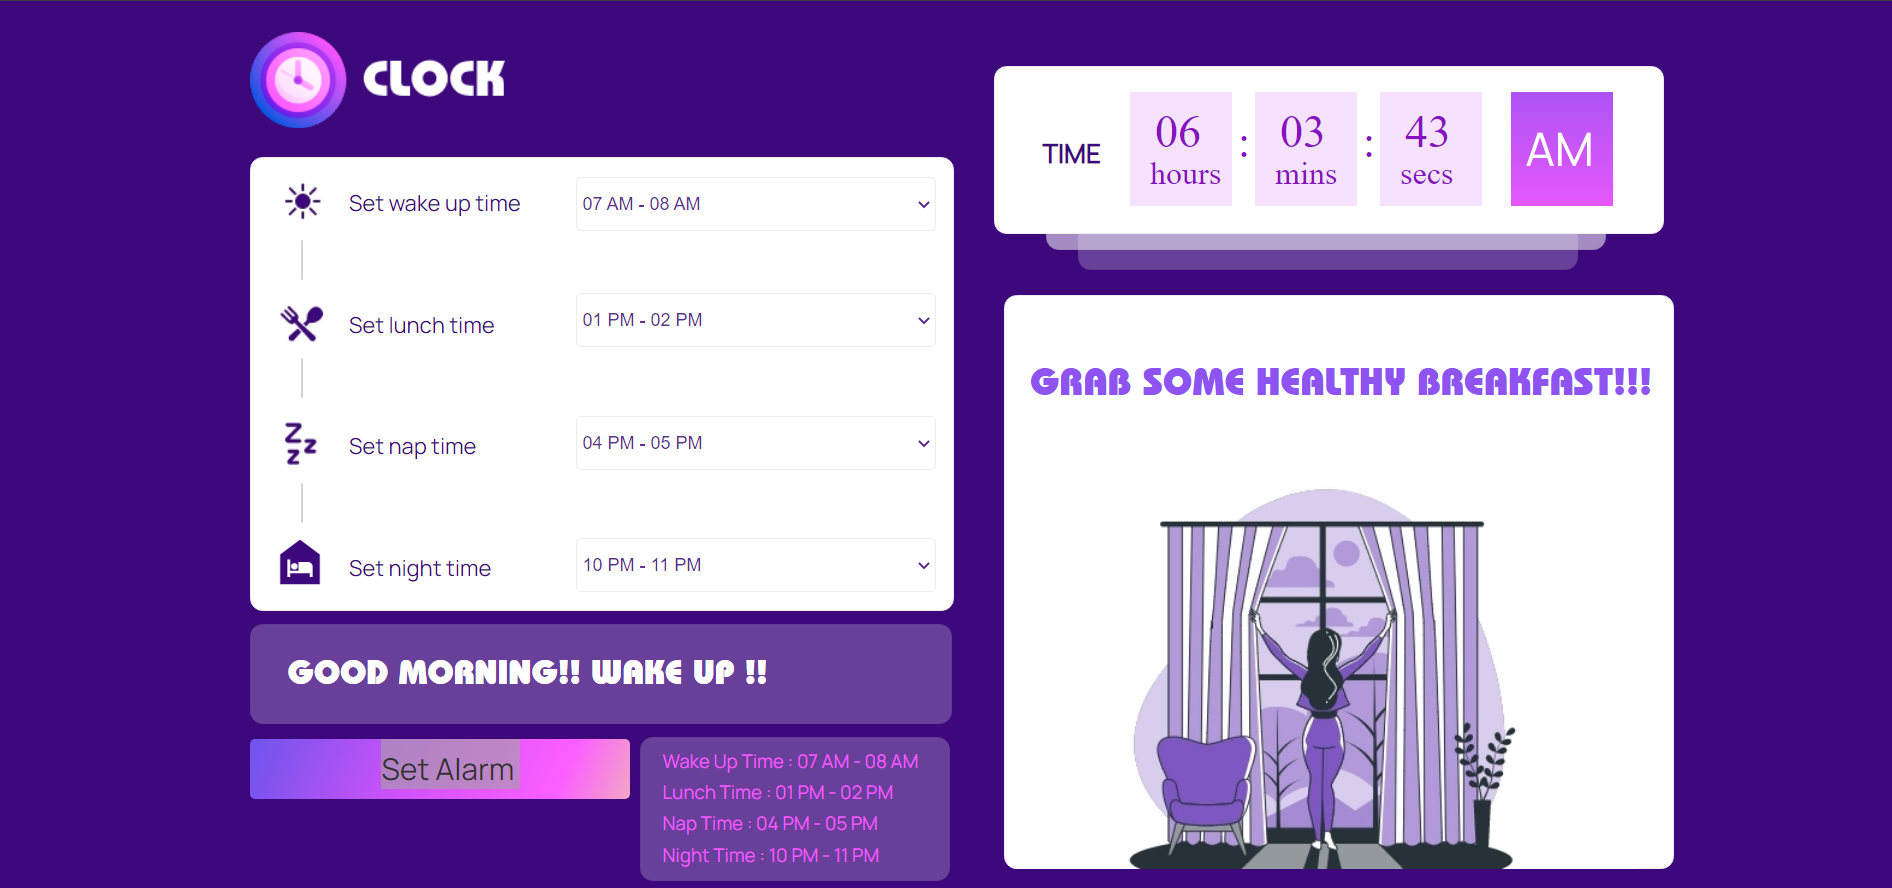 CLOCK
Set wake up time
07 AM - 08 AM
Set lunch time
01 PM - 02 PM
Set nap time
04 PM - 05 PM
Set night time
10 PM - 11 PM
GOOD MORNING!! WAKE UP !!
Set Alarm
Wake Up Time : 07 AM - 08 AM
Lunch Time : 01 PM - 02 PM
Nap Time : 04 PM - 05 PM
Night Time : 10 PM - 11 PM
TIME
06 : 03 : 43 AM
hours mins secs
GRAB SOME HEALTHY BREAKFAST!!!